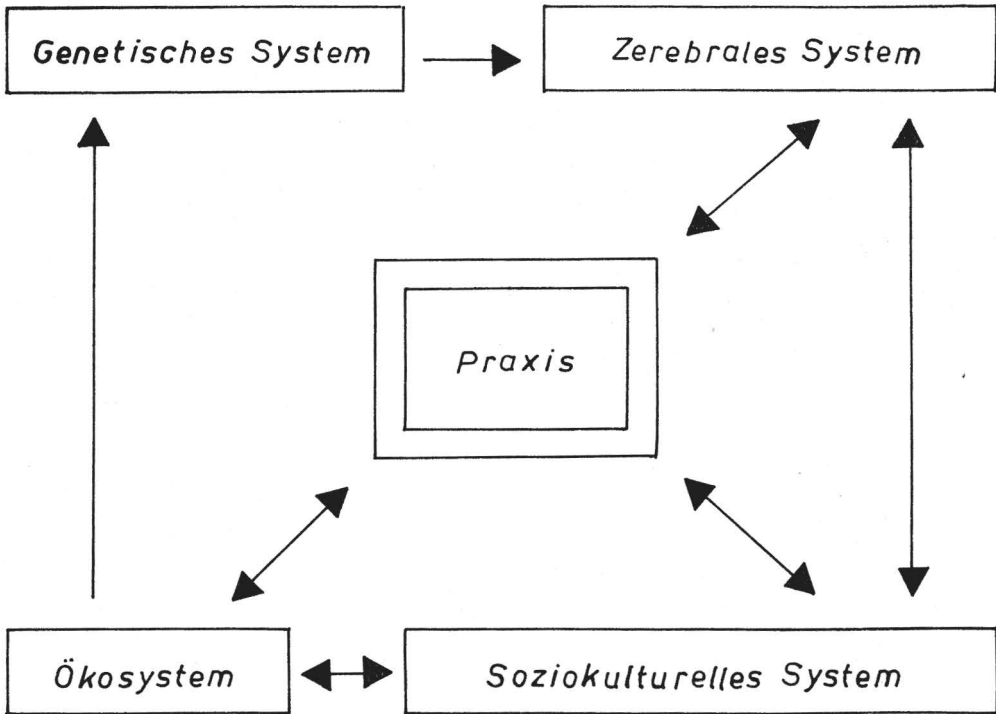 Genetisches System
Zerebrales System
Praxis
Ökosystem
Soziokulturelles System